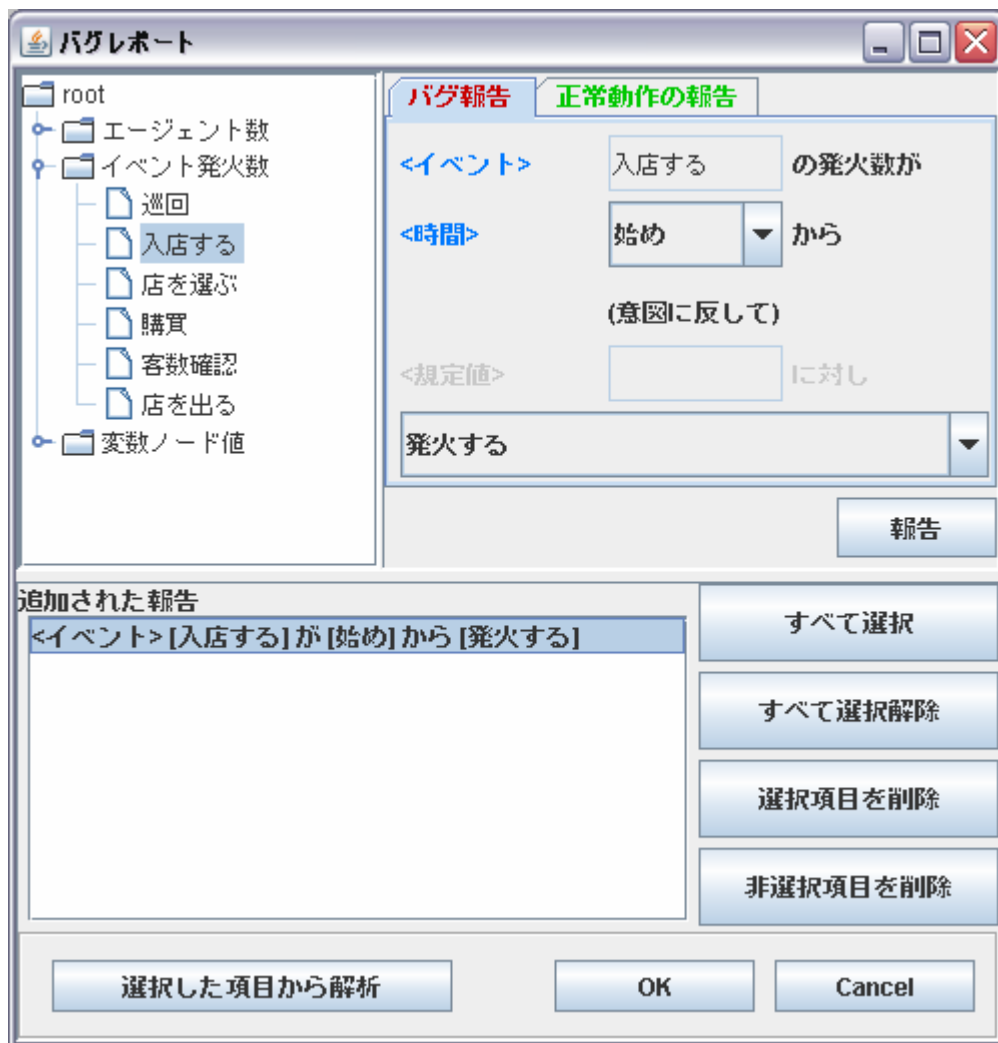 バグレポート
root
エージェント数
イベント発火数
巡回
入店する
店を選ぶ
購買
客数確認
店を出る
変数ノード値
バグ報告 正常動作の報告
<イベント> 入店する の発火数が
<時間> 始め から
(意図に反して)
<規定値> に対し
発火する
報告
追加された報告
<イベント> [入店する] が [始め] から [発火する]
すべて選択
すべて選択解除
選択項目を削除
非選択項目を削除
選択した項目から解析 OK Cancel